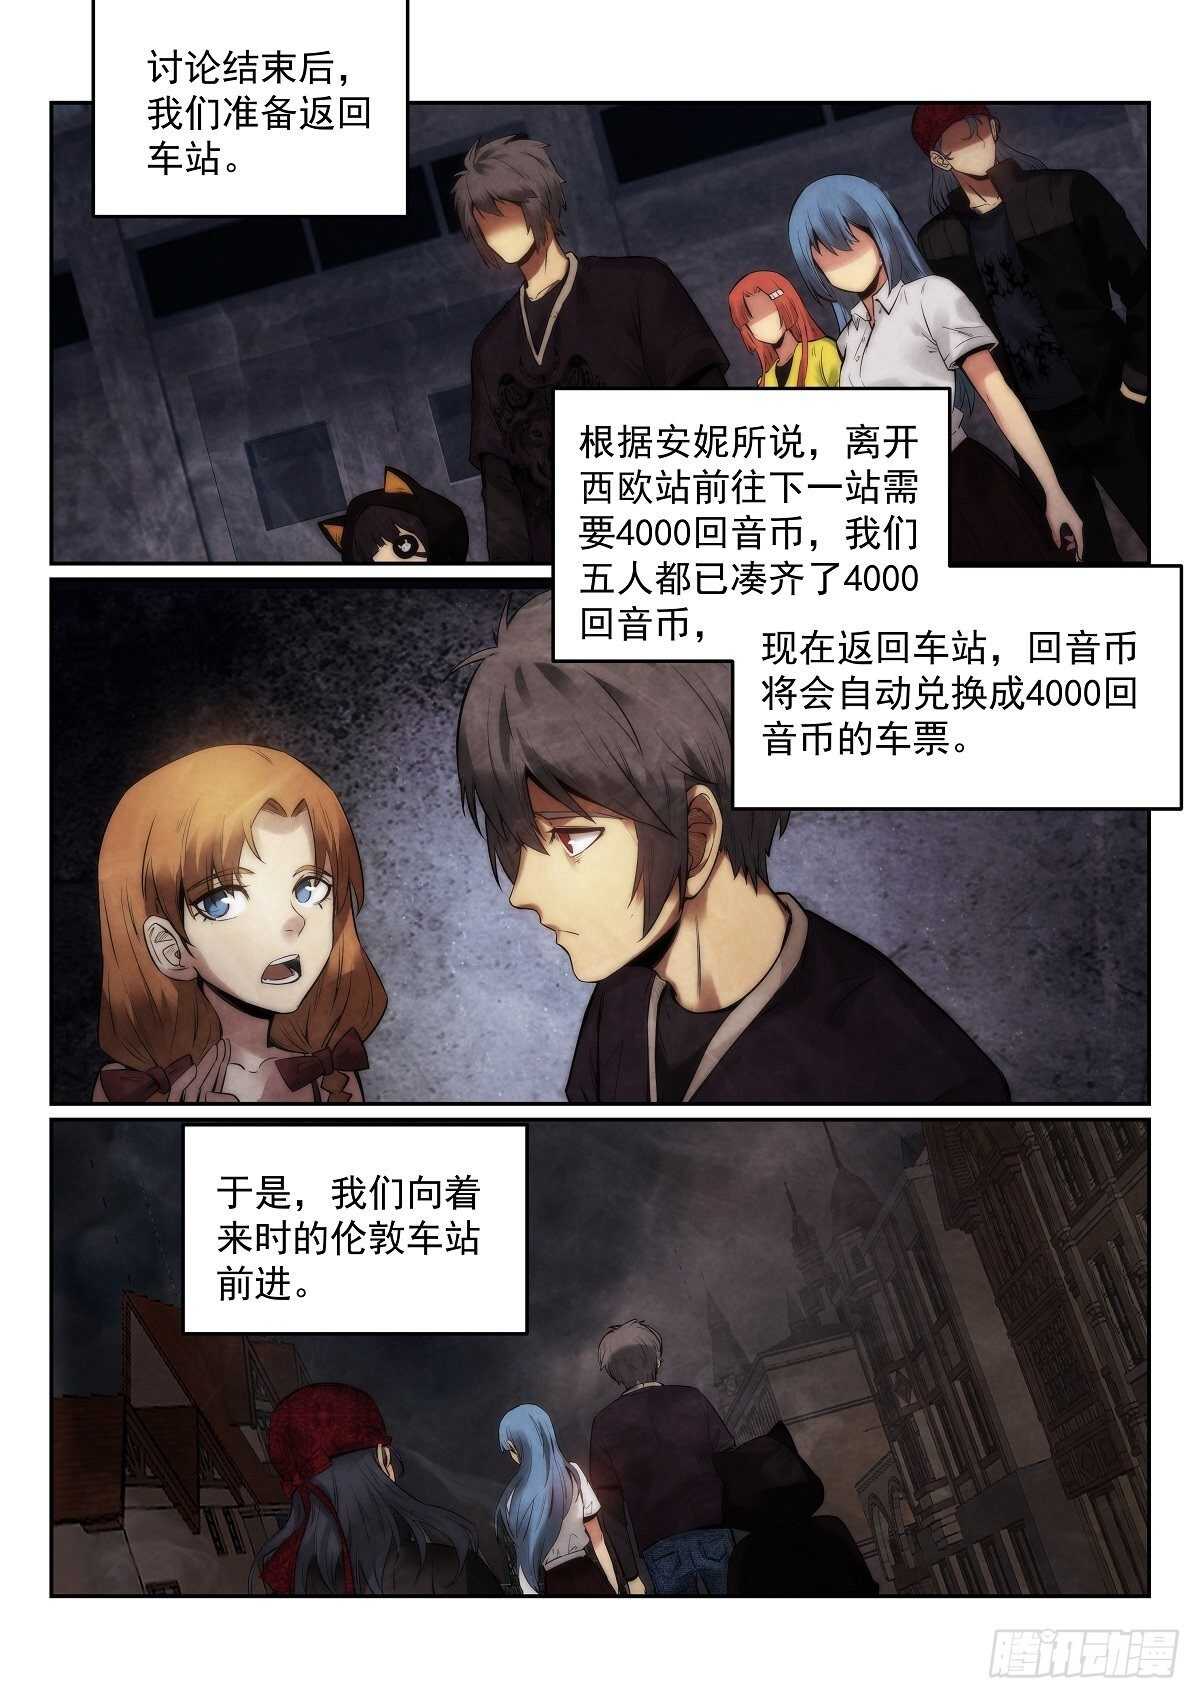 讨论结束后，
我们准备返回
车站。
根据安妮所说，离开
西欧站前往下一站需
要4000回音币，我们
五人都已凑齐了4000
回音币，
现在返回车站，回音币
将会自动兑换成4000回
音币的车票。
于是，我们向着
来时的伦敦车站
前进。
腾讯动漫